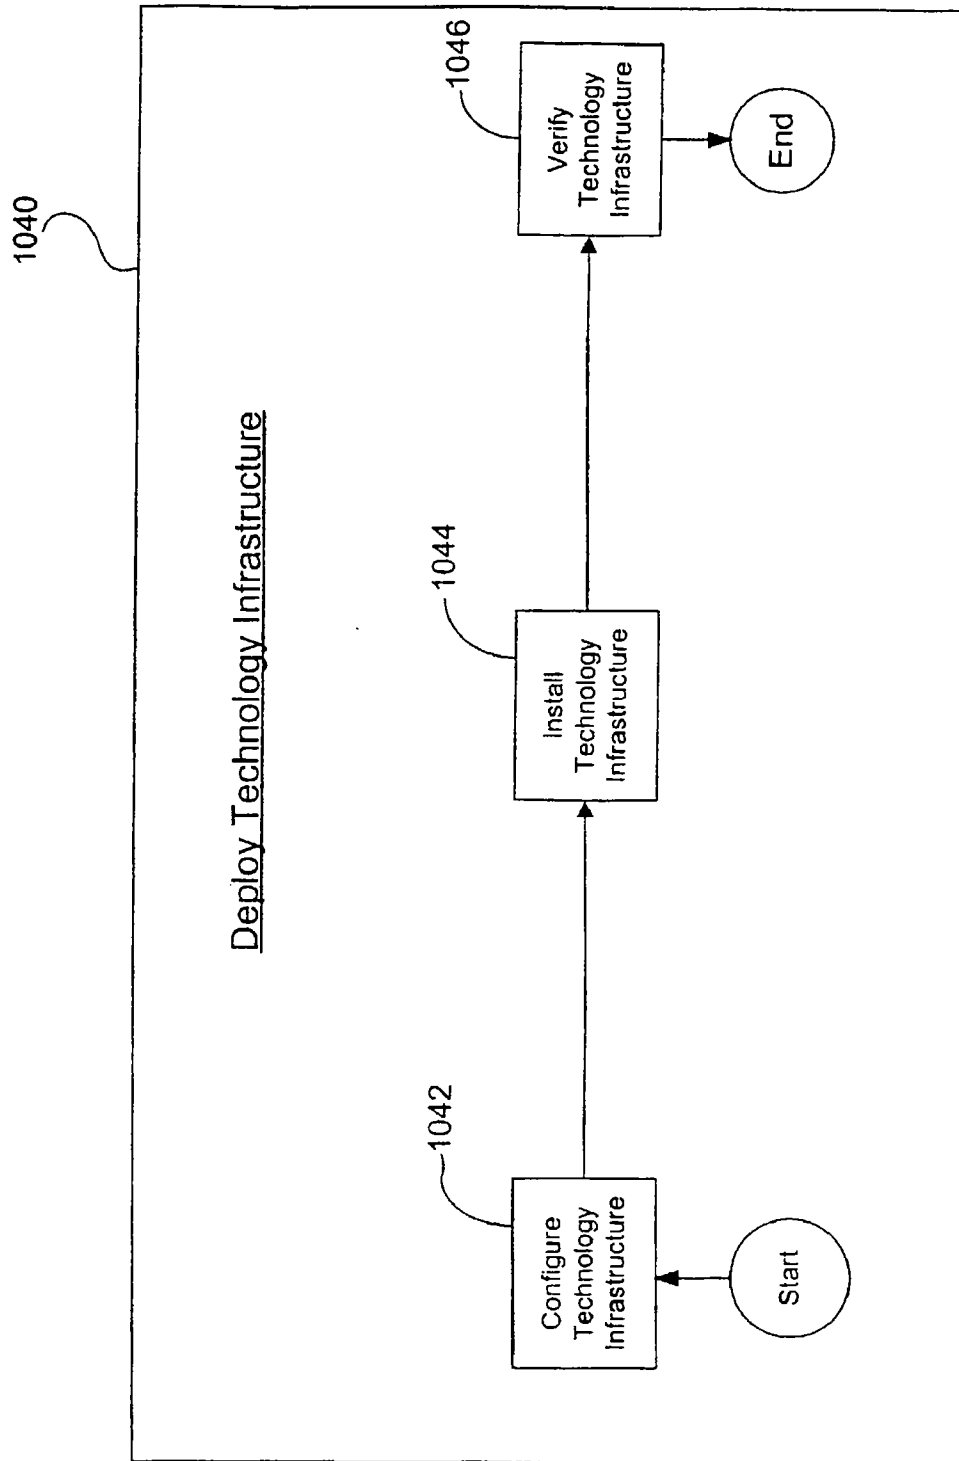 1040
Deploy Technology Infrastructure
1042
1044
1046
Configure
Technology
Infrastructure
Install
Technology
Infrastructure
Verify
Technology
Infrastructure
Start
End